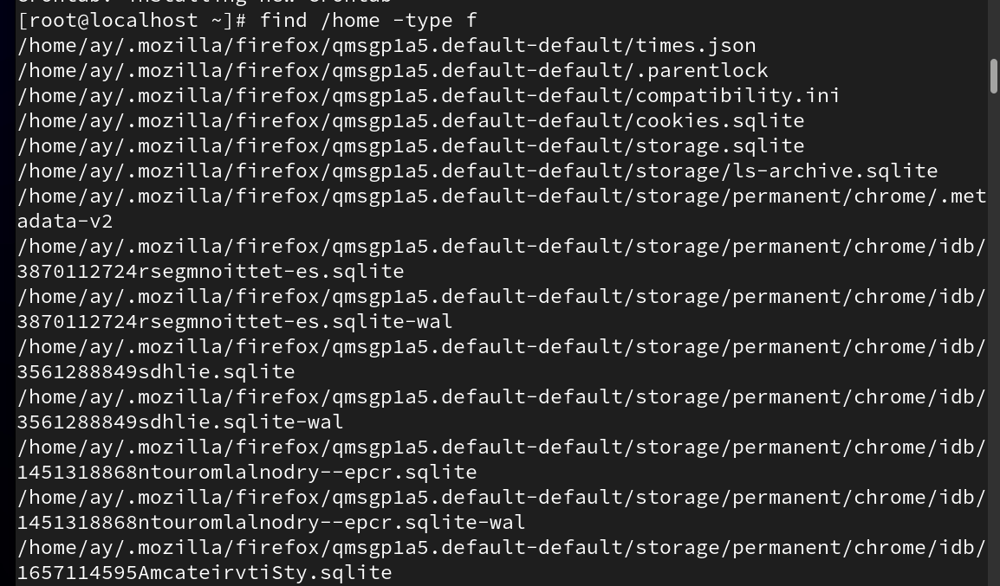 [root@localhost ~]# find /home -type f
/home/ay/.mozilla/firefox/qmsgp1a5.default-default/times.json
/home/ay/.mozilla/firefox/qmsgp1a5.default-default/.parentlock
/home/ay/.mozilla/firefox/qmsgp1a5.default-default/compatibility.ini
/home/ay/.mozilla/firefox/qmsgp1a5.default-default/cookies.sqlite
/home/ay/.mozilla/firefox/qmsgp1a5.default-default/storage.sqlite
/home/ay/.mozilla/firefox/qmsgp1a5.default-default/storage/ls-archive.sqlite
/home/ay/.mozilla/firefox/qmsgp1a5.default-default/storage/permanent/chrome/.met
adata-v2
/home/ay/.mozilla/firefox/qmsgp1a5.default-default/storage/permanent/chrome/idb/
3870112724rsegmnoittet-es.sqlite
/home/ay/.mozilla/firefox/qmsgp1a5.default-default/storage/permanent/chrome/idb/
3870112724rsegmnoittet-es.sqlite-wal
/home/ay/.mozilla/firefox/qmsgp1a5.default-default/storage/permanent/chrome/idb/
3561288849sdhlie.sqlite
/home/ay/.mozilla/firefox/qmsgp1a5.default-default/storage/permanent/chrome/idb/
3561288849sdhlie.sqlite-wal
/home/ay/.mozilla/firefox/qmsgp1a5.default-default/storage/permanent/chrome/idb/
1451318868ntouromlalnodry--epcr.sqlite
/home/ay/.mozilla/firefox/qmsgp1a5.default-default/storage/permanent/chrome/idb/
1451318868ntouromlalnodry--epcr.sqlite-wal
/home/ay/.mozilla/firefox/qmsgp1a5.default-default/storage/permanent/chrome/idb/
1657114595AmcateirvtiSty.sqlite